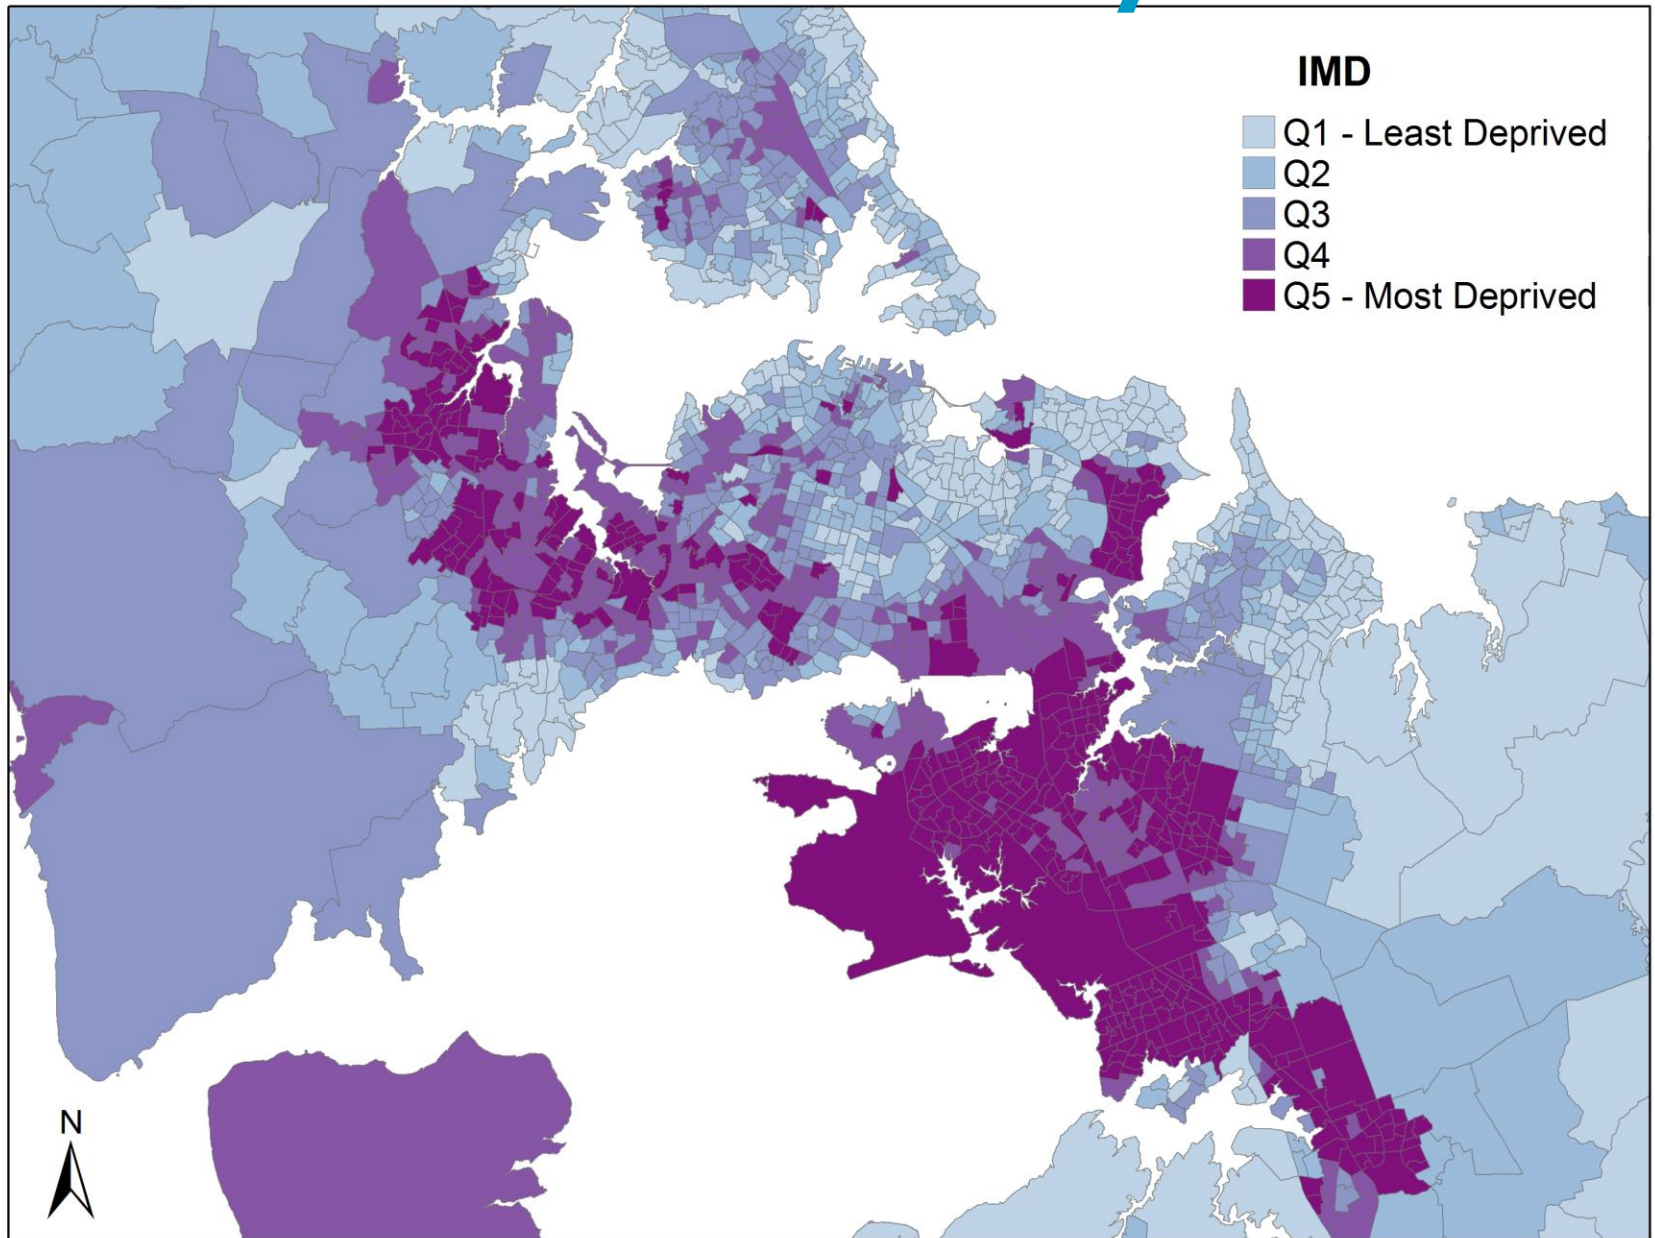 IMD
Q1 - Least Deprived
Q2
Q3
Q4
Q5 - Most Deprived
N